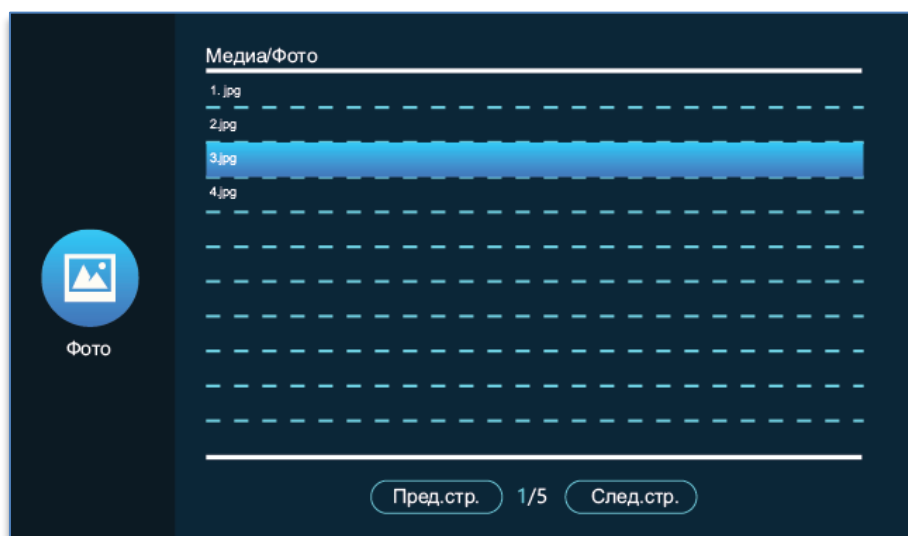 Медиа/Фото
1. jpg
2.jpg
3.jpg
4.jpg
Фото
Пред.стр. 1/5 След.стр.